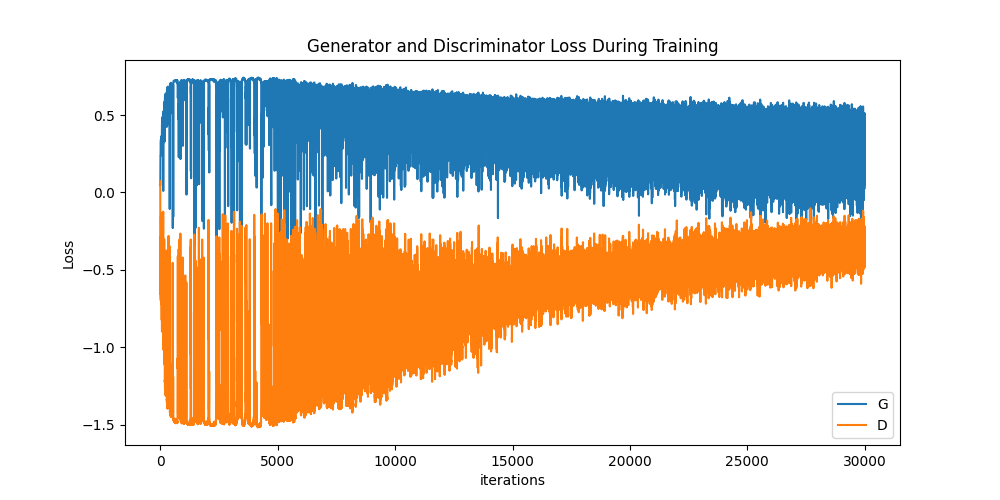 Generator and Discriminator Loss During Training
Loss
0.5
0.0
−0.5
−1.0
−1.5
0 5000 10000 15000 20000 25000 30000
iterations
G
D